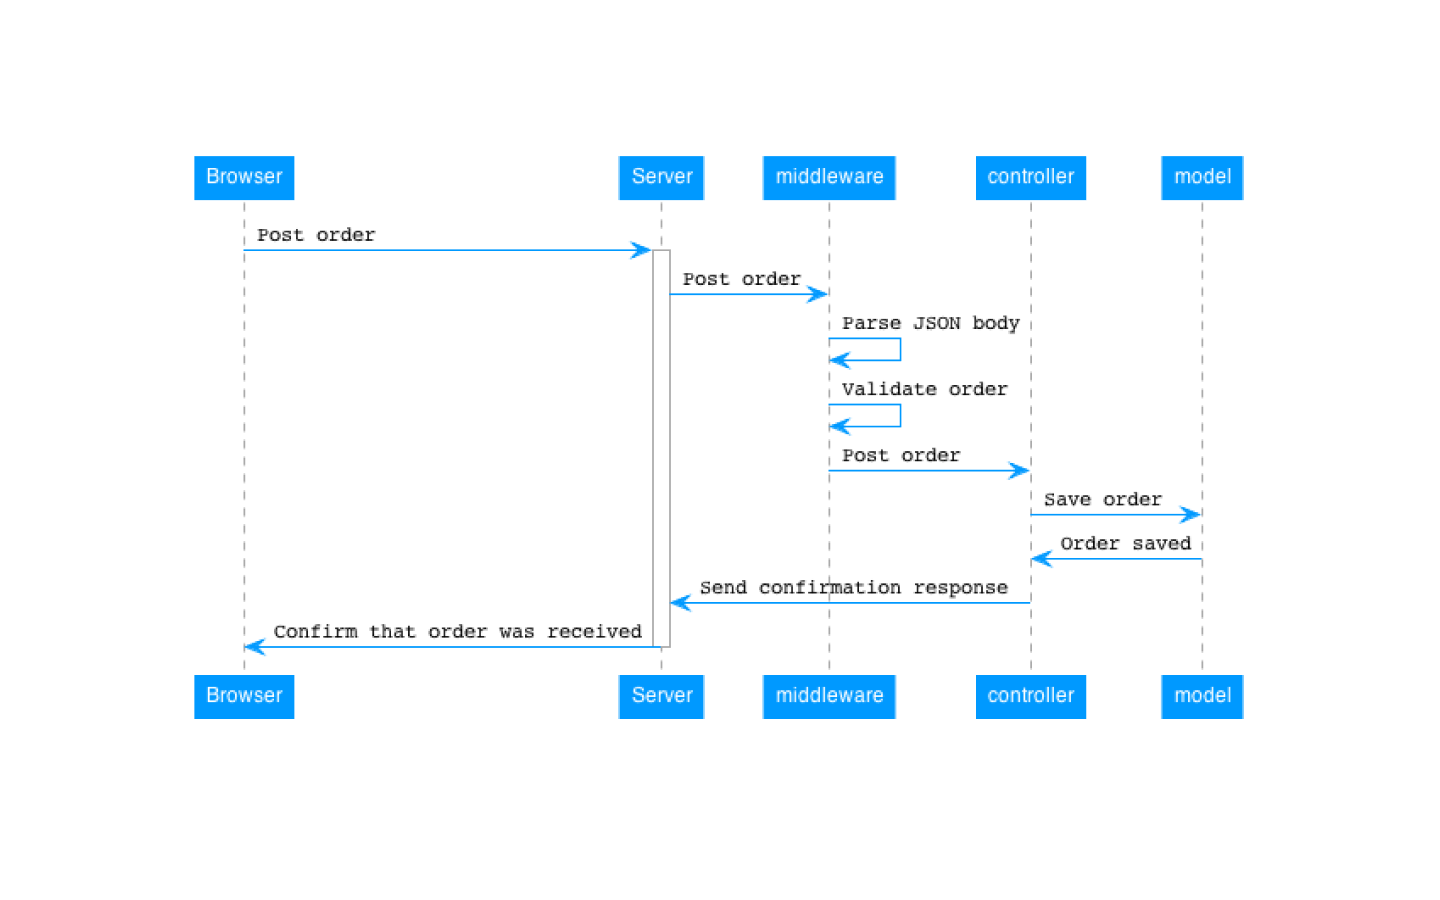 Browser
Server
middleware
controller
model
Post order
Post order
Parse JSON body
Validate order
Post order
Save order
Order saved
Send confirmation response
Confirm that order was received
Browser
Server
middleware
controller
model